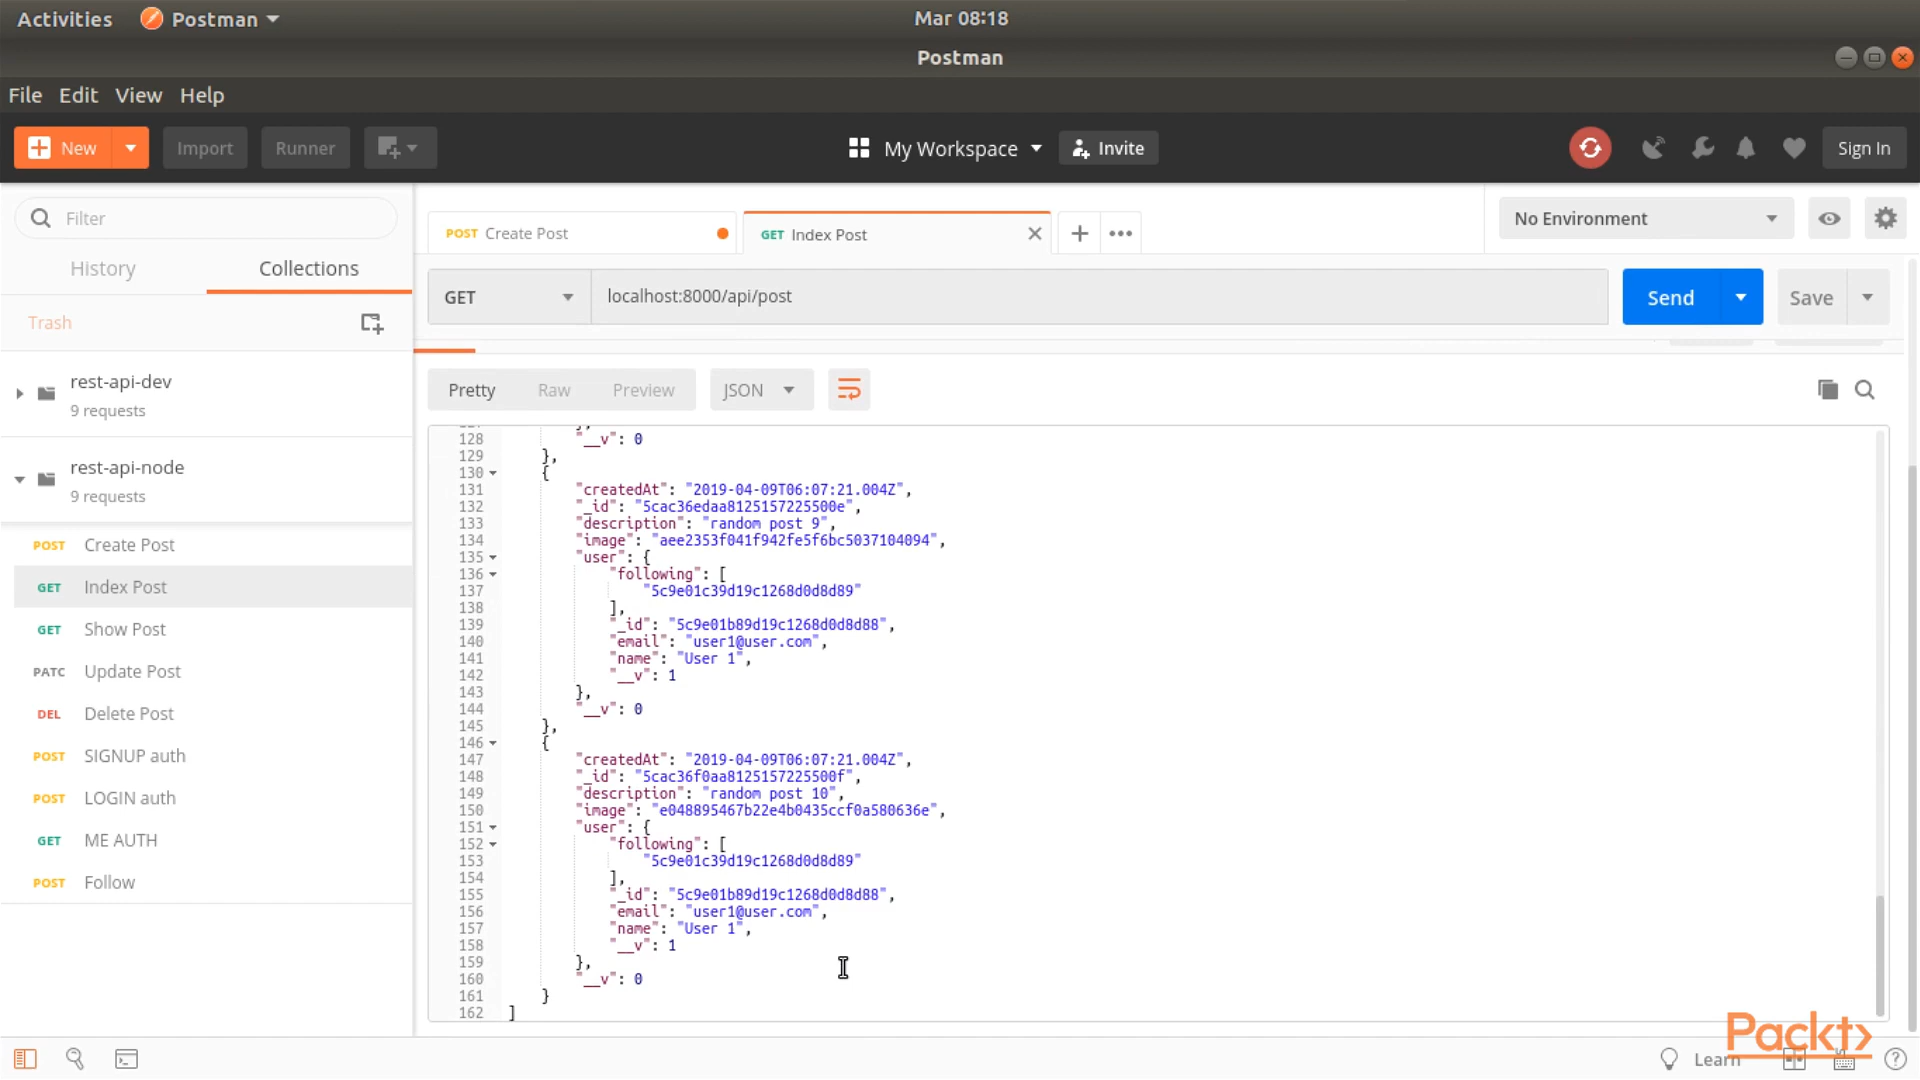 Activities Postman Mar 08:18
Postman
File Edit View Help
New Import Runner My Workspace Invite Sign In
Filter
History Collections
Trash
rest-api-dev
9 requests
rest-api-node
9 requests
POST Create Post
GET Index Post
GET Show Post
PATC Update Post
DEL Delete Post
POST SIGNUP auth
POST LOGIN auth
GET ME AUTH
POST Follow
POST Create Post GET Index Post No Environment
GET localhost:8000/api/post Send Save
Pretty Raw Preview JSON
128 "__v": 0
129 },
130 {
131 "createdAt": "2019-04-09T06:07:21.004Z",
132 "_id": "5cac36edaa8125157225500e",
133 "description": "random post 9",
134 "image": "aee2353f041f942fe5f6bc5037104094",
135 "user": {
136 "following": [
137 "5c9e01c39d19c1268d0d8d89"
138 ],
139 "_id": "5c9e01b89d19c1268d0d8d88",
140 "email": "user1@user.com",
141 "name": "User 1",
142 "__v": 1
143 },
144 "__v": 0
145 },
146 {
147 "createdAt": "2019-04-09T06:07:21.004Z",
148 "_id": "5cac36f0aa8125157225500f",
149 "description": "random post 10",
150 "image": "e048895467b22e4b0435ccf0a580636e",
151 "user": {
152 "following": [
153 "5c9e01c39d19c1268d0d8d89"
154 ],
155 "_id": "5c9e01b89d19c1268d0d8d88",
156 "email": "user1@user.com",
157 "name": "User 1",
158 "__v": 1
159 },
160 "__v": 0
161 }
162 ]
Packt>
Learn